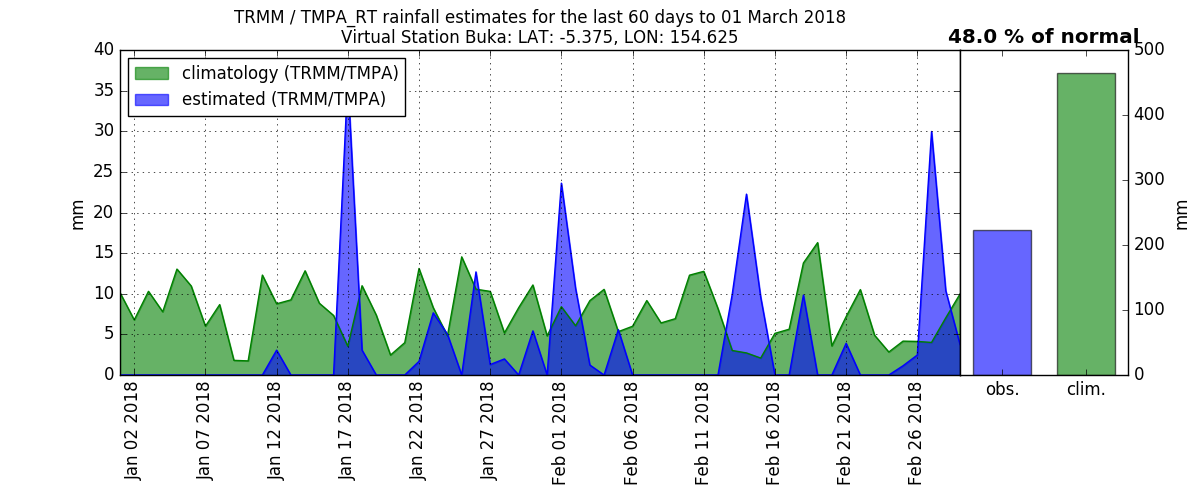 TRMM / TMPA_RT rainfall estimates for the last 60 days to 01 March 2018
Virtual Station Buka: LAT: -5.375, LON: 154.625
48.0 % of normal
climatology (TRMM/TMPA)
estimated (TRMM/TMPA)
mm
40
35
30
25
20
15
10
5
0
Jan 02 2018
Jan 07 2018
Jan 12 2018
Jan 17 2018
Jan 22 2018
Jan 27 2018
Feb 01 2018
Feb 06 2018
Feb 11 2018
Feb 16 2018
Feb 21 2018
Feb 26 2018
obs.
clim.
500
400
300
200
100
0
mm